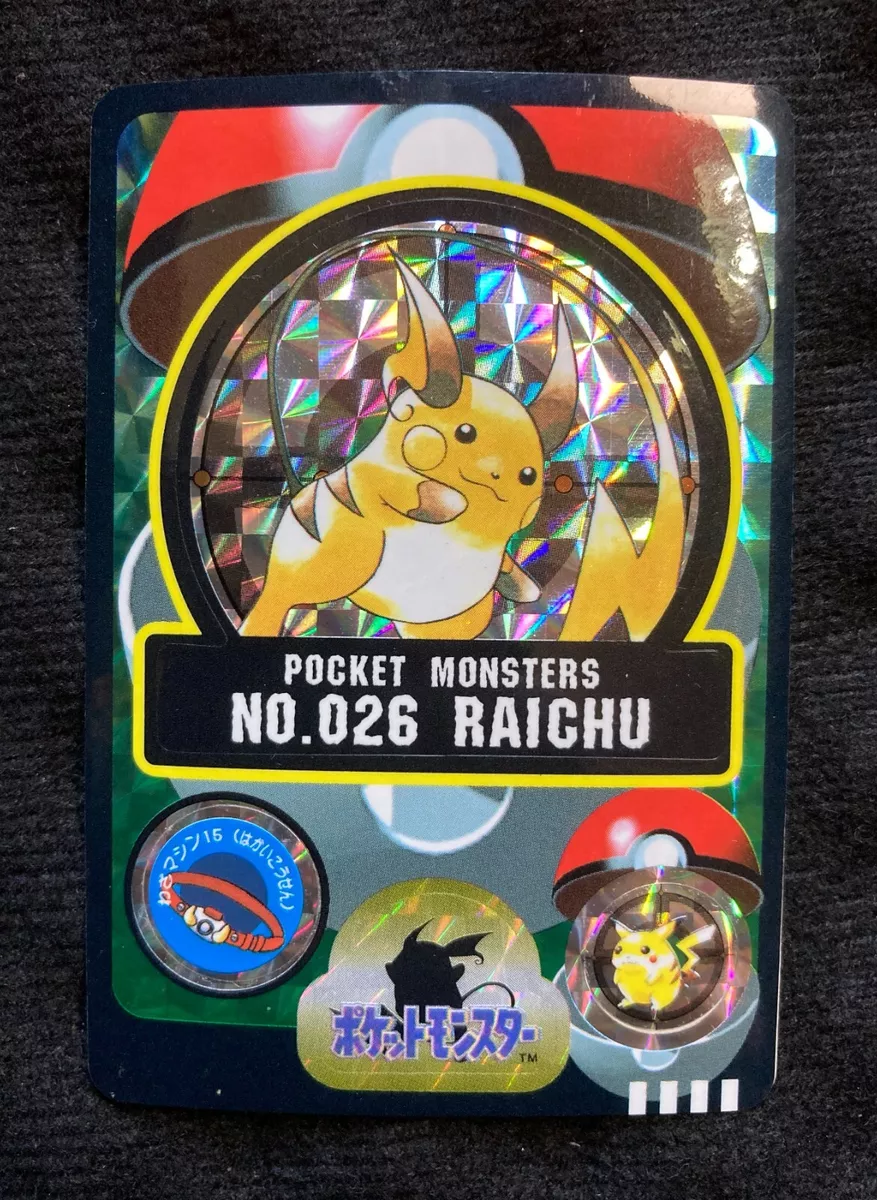 POCKET MONSTERS
NO.026 RAICHU
わざマシン15 (はかいこうせん)
ポケットモンスター
TM